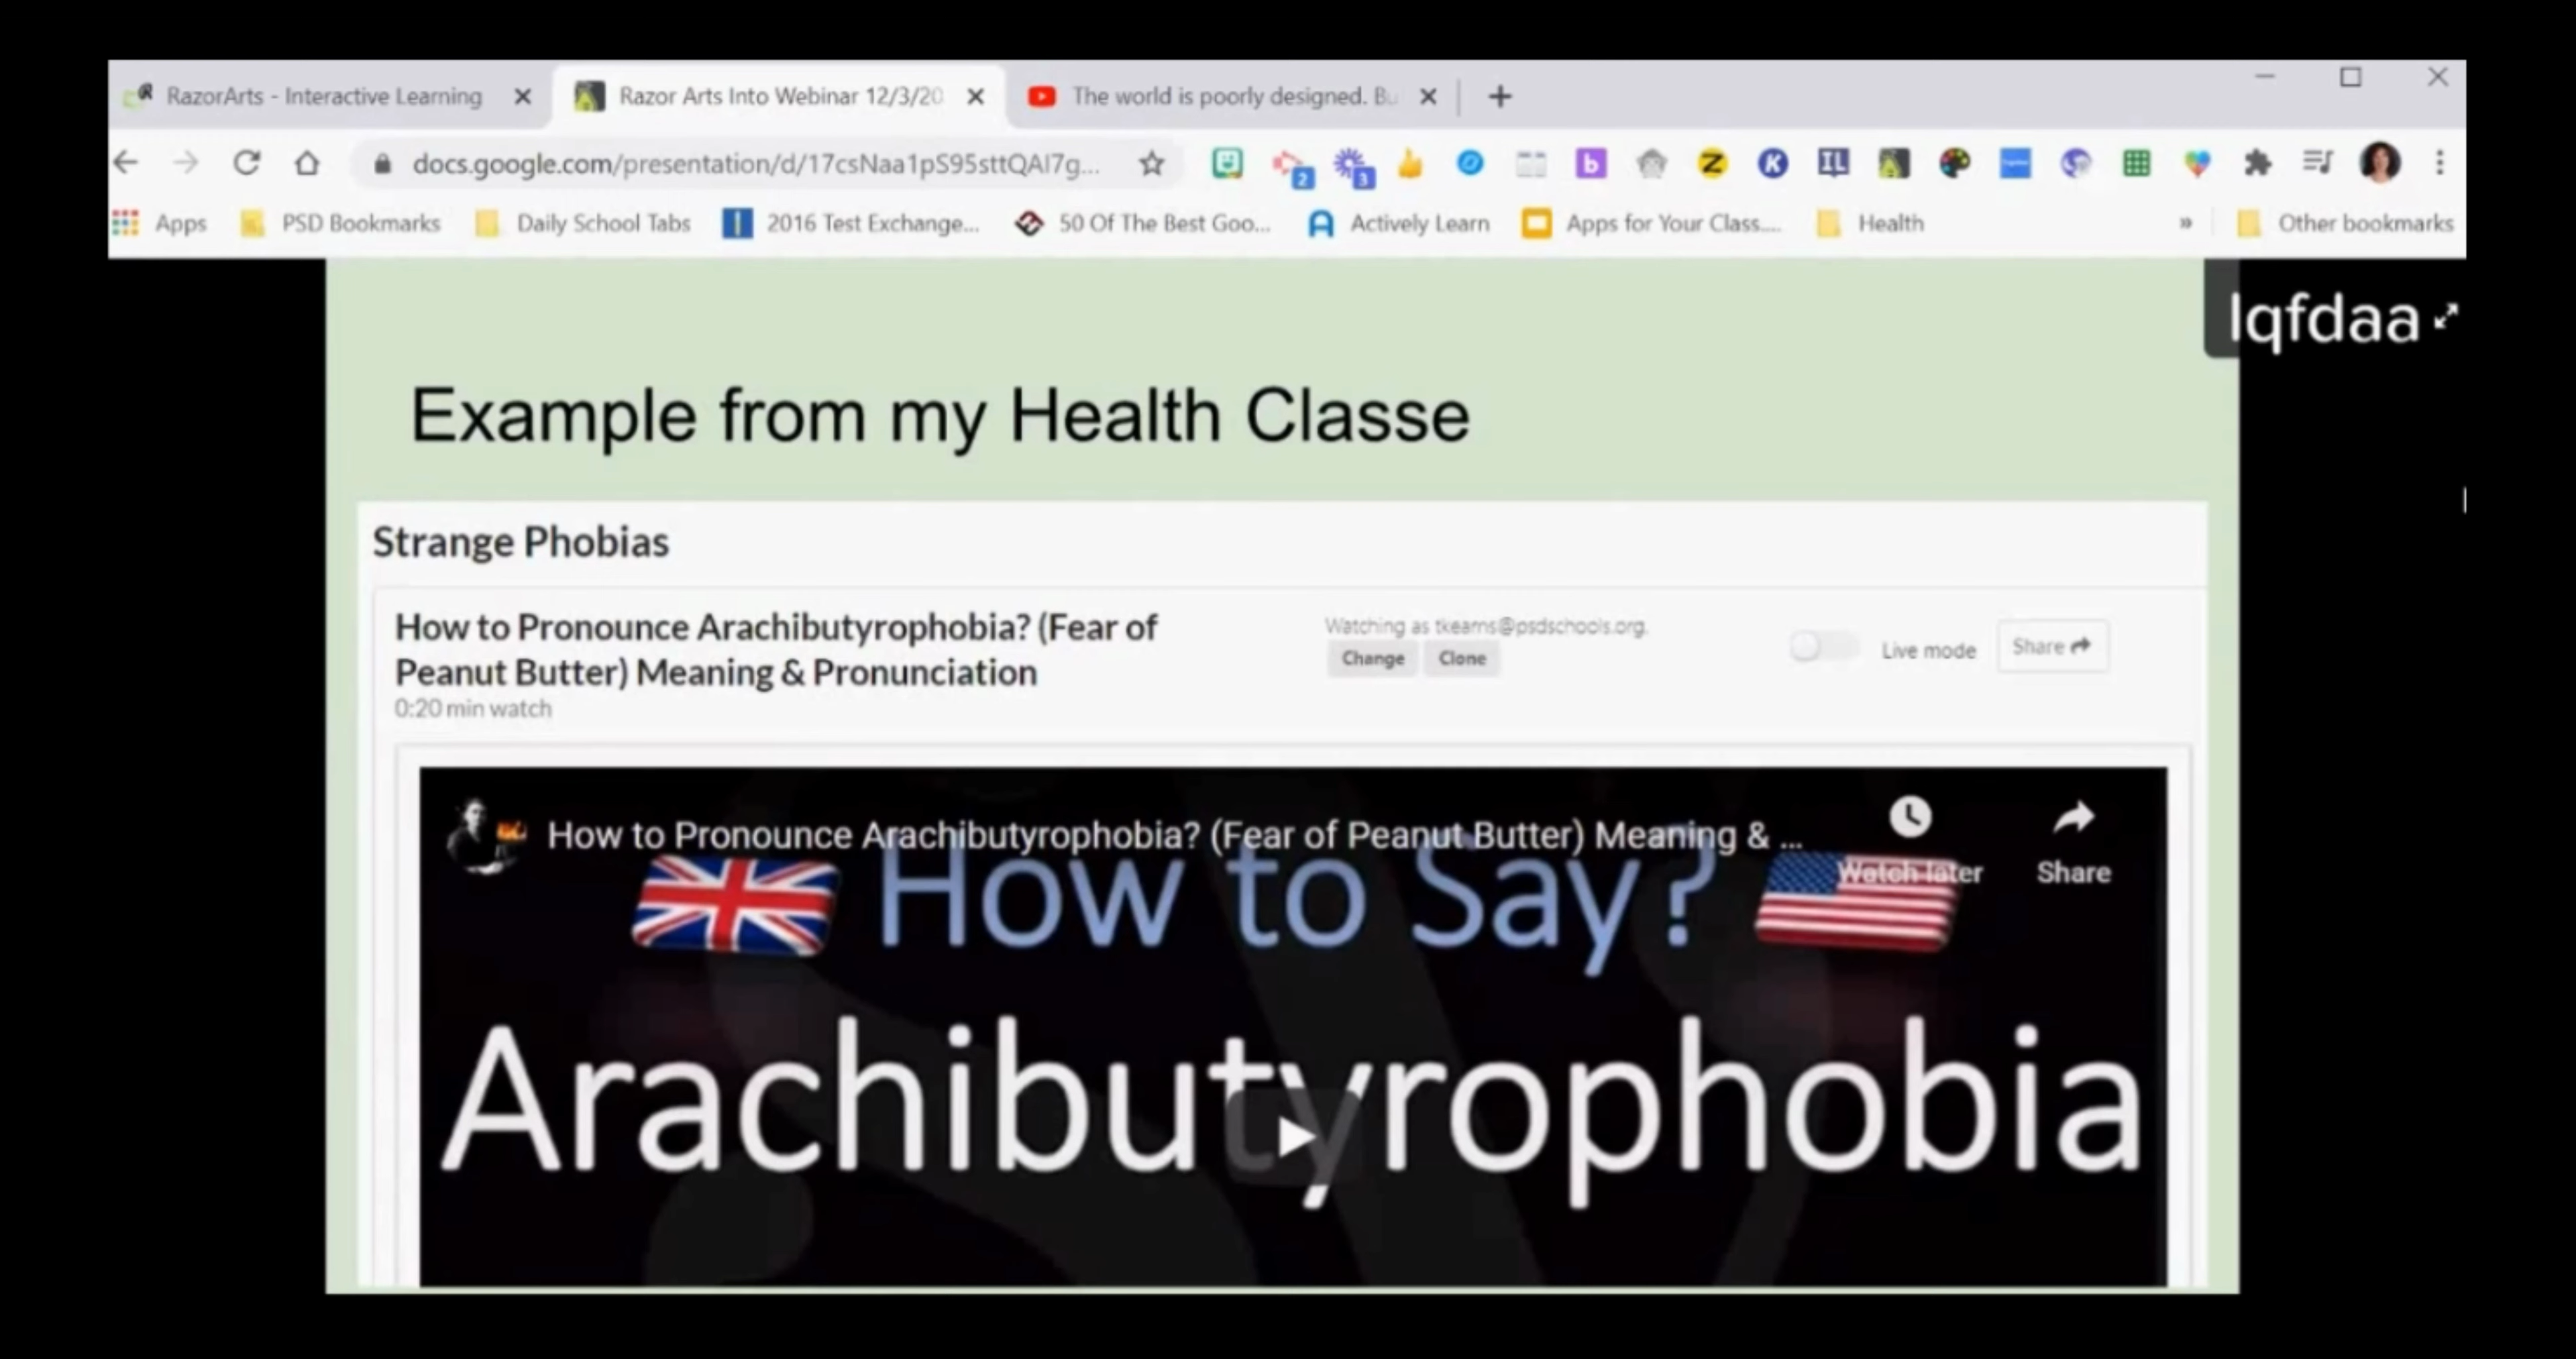 RazorArts - Interactive Learning
Razor Arts Into Webinar 12/3/20
The world is poorly designed. Bu
docs.google.com/presentation/d/17csNaa1pS95sttQAI7g...
2
3
b
Z
K
IL
Apps
PSD Bookmarks
Daily School Tabs
2016 Test Exchange...
50 Of The Best Goo...
Actively Learn
Apps for Your Class....
Health
»
Other bookmarks
lqfdaa
Example from my Health Classe
Strange Phobias
How to Pronounce Arachibutyrophobia? (Fear of
Peanut Butter) Meaning & Pronunciation
0:20 min watch
Watching as tkearns@psdschools.org.
Change
Clone
Live mode
Share
How to Pronounce Arachibutyrophobia? (Fear of Peanut Butter) Meaning & ...
Watch later
Share
How to Say?
Arachibutyrophobia